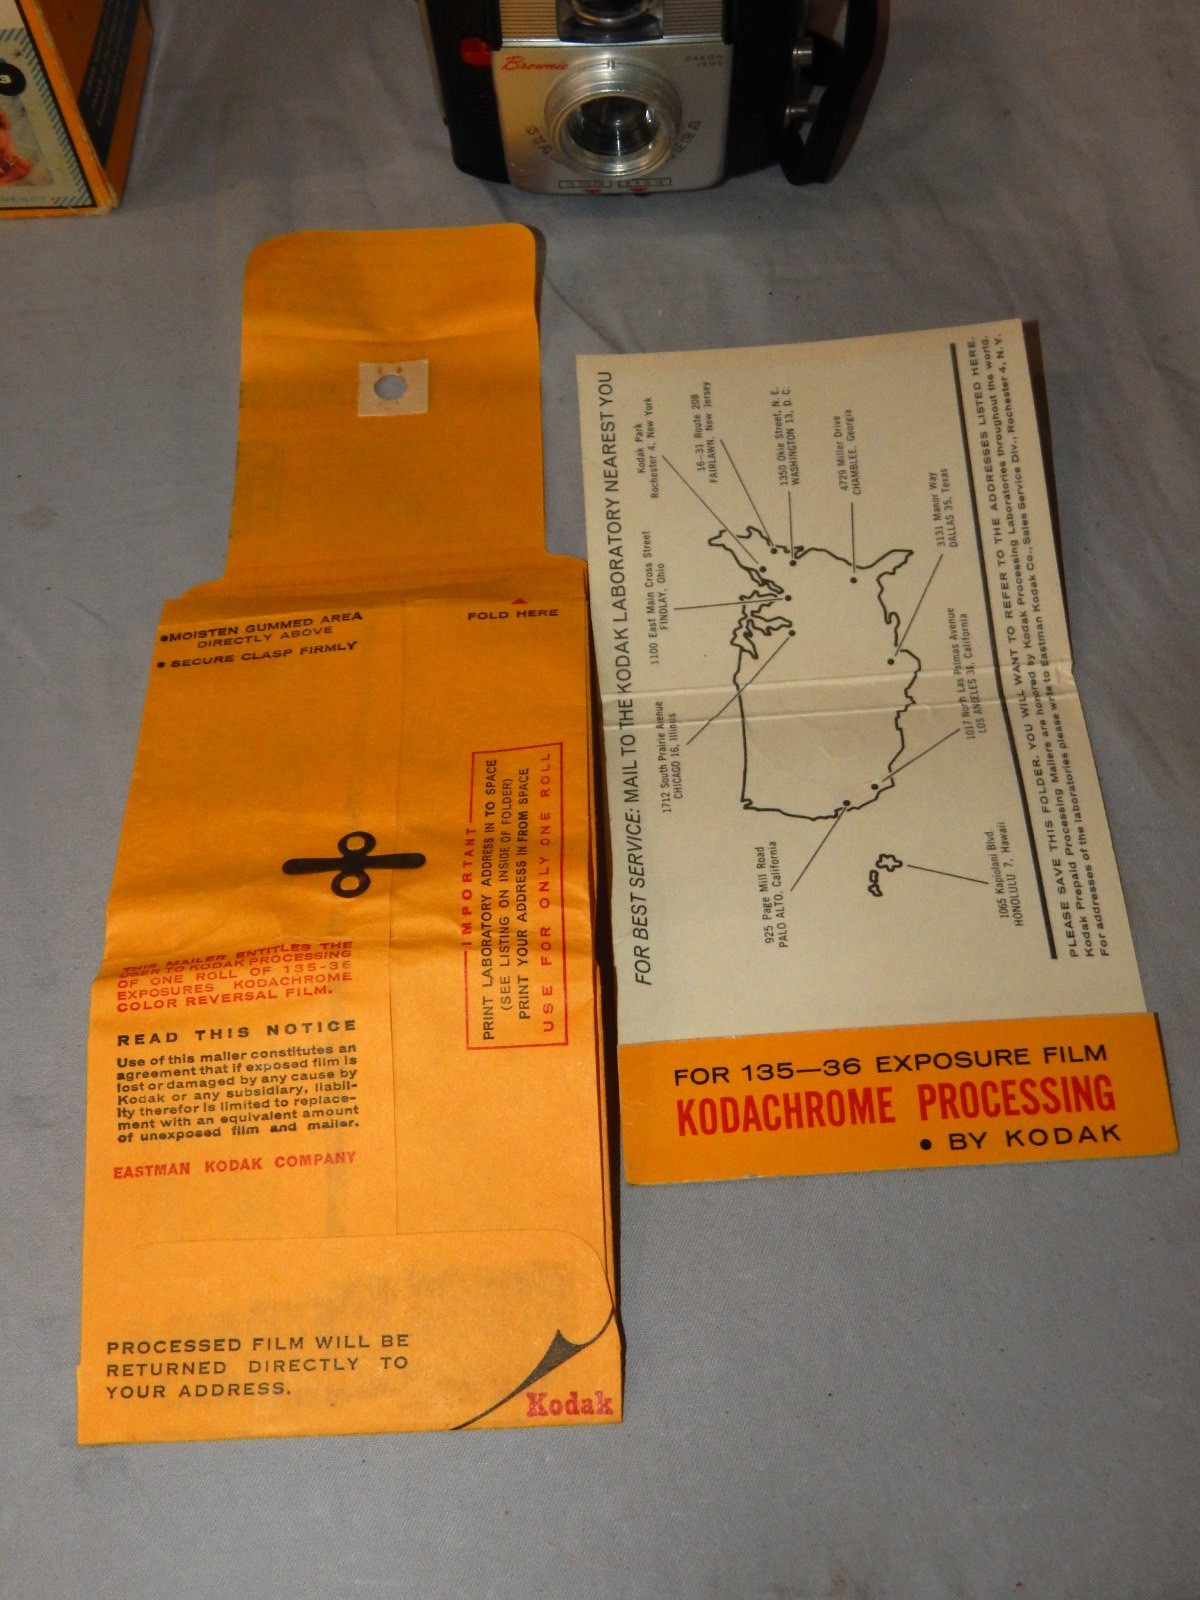 Brownie
DAKON
LENS
3
●MOISTEN GUMMED AREA
DIRECTLY ABOVE
● SECURE CLASP FIRMLY
FOLD HERE
IMPORTANT
PRINT LABORATORY ADDRESS IN TO SPACE
(SEE LISTING ON INSIDE OF FOLDER)
PRINT YOUR ADDRESS IN FROM SPACE
USE FOR ONLY ONE ROLL
THIS MAILER ENTITLES THE
USER TO KODAK PROCESSING
OF ONE ROLL OF 135-36
EXPOSURES KODACHROME
COLOR REVERSAL FILM.
READ THIS NOTICE
Use of this mailer constitutes an
agreement that if exposed film is
lost or damaged by any cause by
Kodak or any subsidiary, liabil-
ity therefor is limited to replace-
ment with an equivalent amount
of unexposed film and mailer.
EASTMAN KODAK COMPANY
PROCESSED FILM WILL BE
RETURNED DIRECTLY TO
YOUR ADDRESS.
Kodak
FOR BEST SERVICE: MAIL TO THE KODAK LABORATORY NEAREST YOU
Kodak Park
Rochester 4, New York
16—31 Route 208
FAIRLAWN, New Jersey
1350 Okie Street, N. E.
WASHINGTON 13, D. C.
4729 Miller Drive
CHAMBLEE, Georgia
3131 Manor Way
DALLAS 35, Texas
1100 East Main Cross Street
FINDLAY, Ohio
1712 South Prairie Avenue
CHICAGO 16, Illinois
1017 North Las Palmas Avenue
LOS ANGELES 38, California
925 Page Mill Road
PALO ALTO, California
1065 Kapiolani Blvd.
HONOLULU 7, Hawaii
PLEASE SAVE THIS FOLDER. YOU WILL WANT TO REFER TO THE ADDRESSES LISTED HERE.
Kodak Prepaid Processing Mailers are honored by Kodak Processing Laboratories throughout the world.
For addresses of the laboratories please write to Eastman Kodak Co., Sales Service Div., Rochester 4, N.Y.
FOR 135—36 EXPOSURE FILM
KODACHROME PROCESSING
● BY KODAK